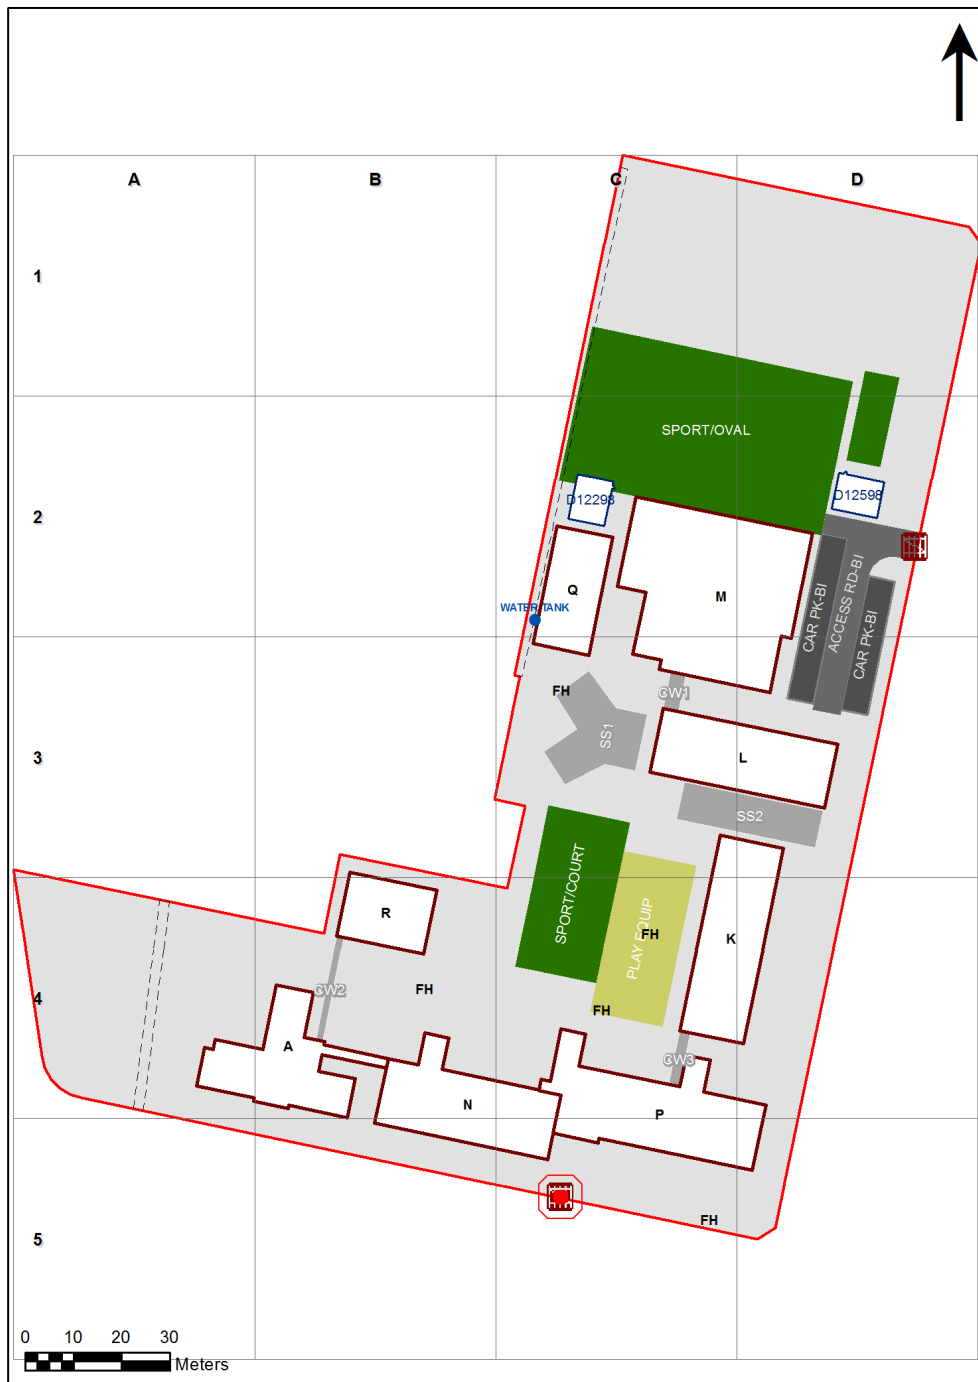 A
B
C
D
1
SPORT/OVAL
2
D12298
D12598
Q
M
CAR PK-BI
ACCESS RD-BI
CAR PK-BI
WATER TANK
FH
CW1
SS1
3
L
SS2
SPORT/COURT
PLAY EQUIP
FH
R
K
CW2
FH
4
FH
A
CW3
N
P
FH
5
0 10 20 30
Meters